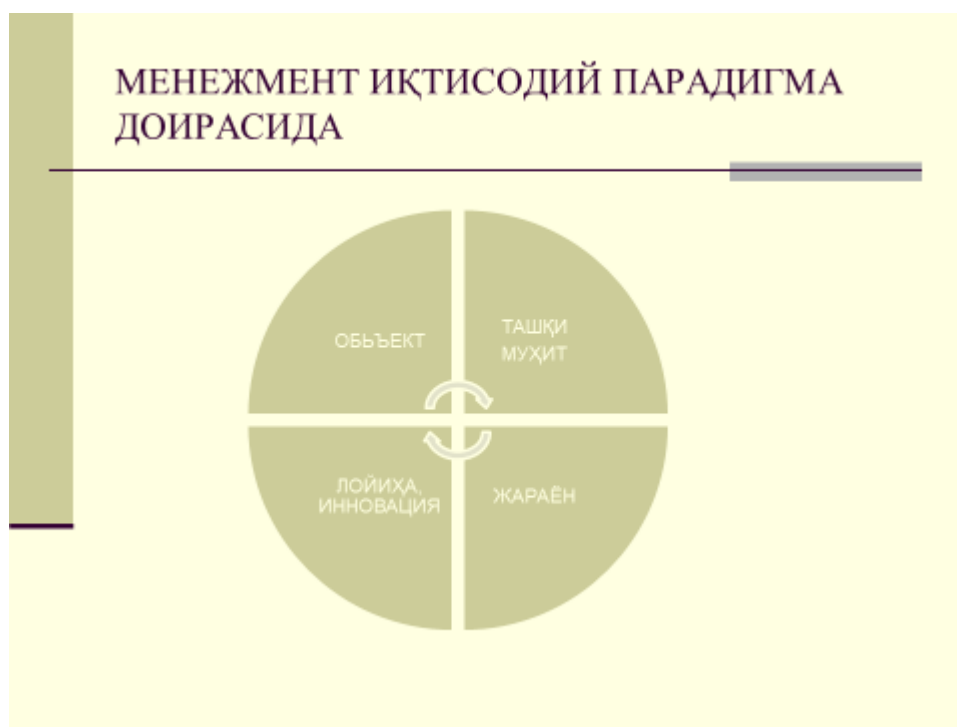 МЕНЕЖМЕНТ ИҚТИСОДИЙ ПАРАДИГМА
ДОИРАСИДА
ОБЬЪЕКТ
ТАШҚИ
МУҲИТ
ЛОЙИҲА,
ИННОВАЦИЯ
ЖАРАЁН